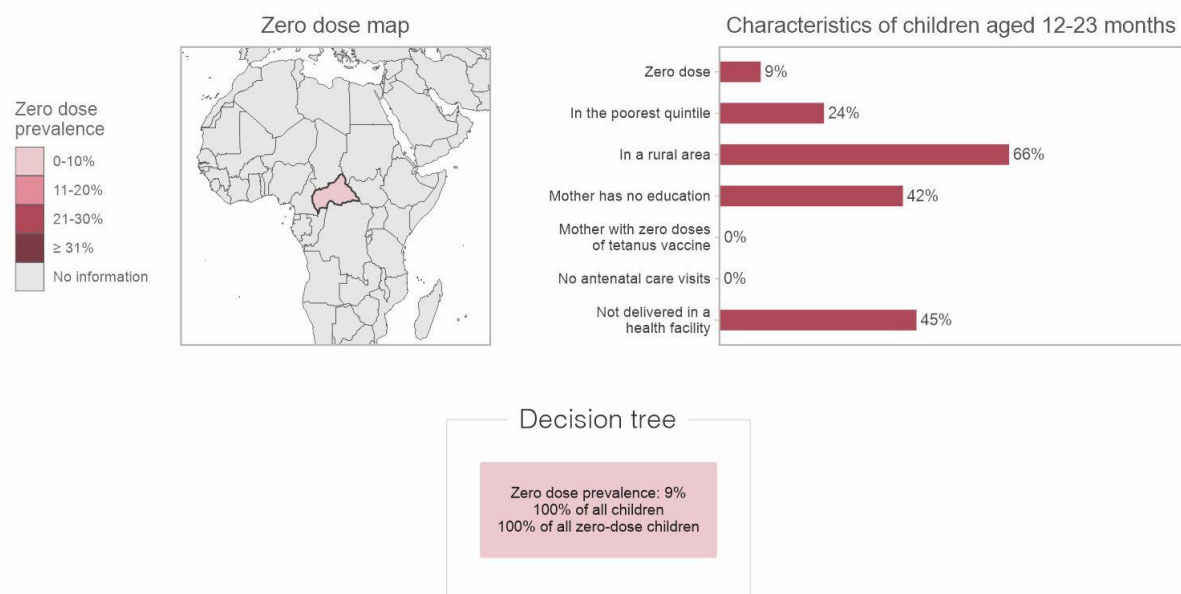 Zero dose map
Zero dose
prevalence
0-10%
11-20%
21-30%
≥ 31%
No information
Characteristics of children aged 12-23 months
Zero dose
9%
In the poorest quintile
24%
In a rural area
66%
Mother has no education
42%
Mother with zero doses
of tetanus vaccine
0%
No antenatal care visits
0%
Not delivered in a
health facility
45%
Decision tree
Zero dose prevalence: 9%
100% of all children
100% of all zero-dose children